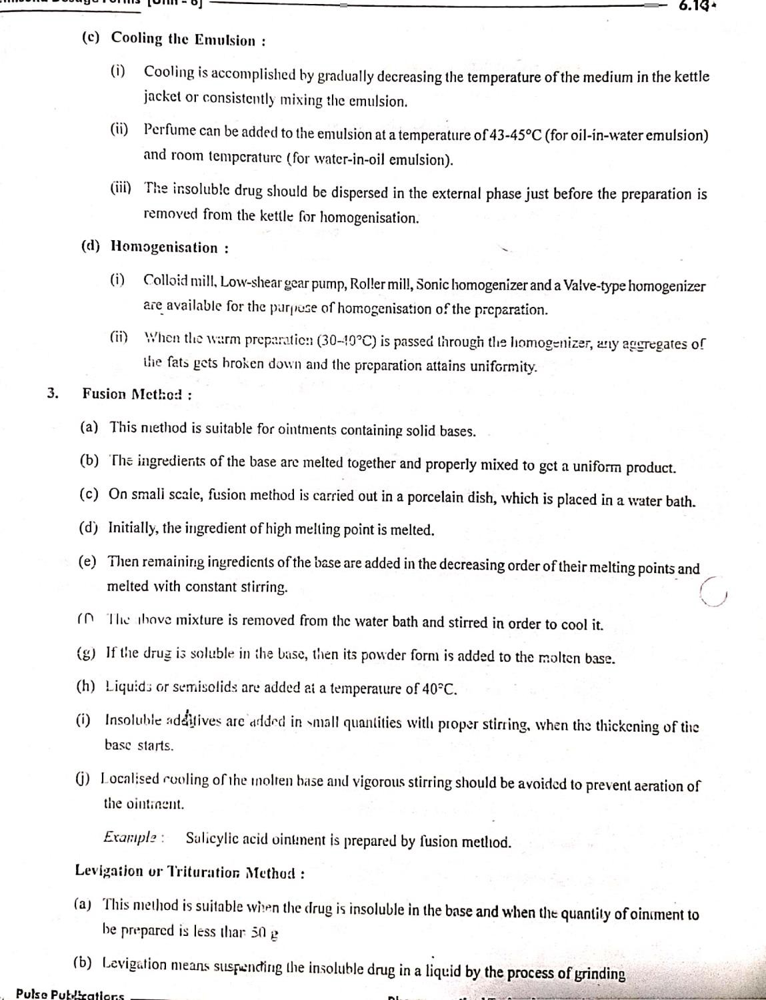 Dosage Forms [Unit - 6]
(c) Cooling the Emulsion :
(i) Cooling is accomplished by gradually decreasing the temperature of the medium in the kettle
jacket or consistently mixing the emulsion.
(ii) Perfume can be added to the emulsion at a temperature of 43-45°C (for oil-in-water emulsion)
and room temperature (for water-in-oil emulsion).
(iii) The insoluble drug should be dispersed in the external phase just before the preparation is
removed from the kettle for homogenisation.
(d) Homogenisation :
(i) Colloid mill, Low-shear gear pump, Roller mill, Sonic homogenizer and a Valve-type homogenizer
are available for the purpose of homogenisation of the preparation.
(ii) When the warm preparation (30-40°C) is passed through the homogenizer, any aggregates of
the fats gets broken down and the preparation attains uniformity.
3. Fusion Method :
(a) This method is suitable for ointments containing solid bases.
(b) The ingredients of the base are melted together and properly mixed to get a uniform product.
(c) On small scale, fusion method is carried out in a porcelain dish, which is placed in a water bath.
(d) Initially, the ingredient of high melting point is melted.
(e) Then remaining ingredients of the base are added in the decreasing order of their melting points and
melted with constant stirring.
(f) The above mixture is removed from the water bath and stirred in order to cool it.
(g) If the drug is soluble in the base, then its powder form is added to the molten base.
(h) Liquids or semisolids are added at a temperature of 40°C.
(i) Insoluble additives are added in small quantities with proper stirring, when the thickening of the
base starts.
(j) Localised cooling of the molten base and vigorous stirring should be avoided to prevent aeration of
the ointment.
Example : Salicylic acid ointment is prepared by fusion method.
Levigation or Trituration Method :
(a) This method is suitable when the drug is insoluble in the base and when the quantity of ointment to
be prepared is less than 50 g
(b) Levigation means suspending the insoluble drug in a liquid by the process of grinding
Pulse Publications